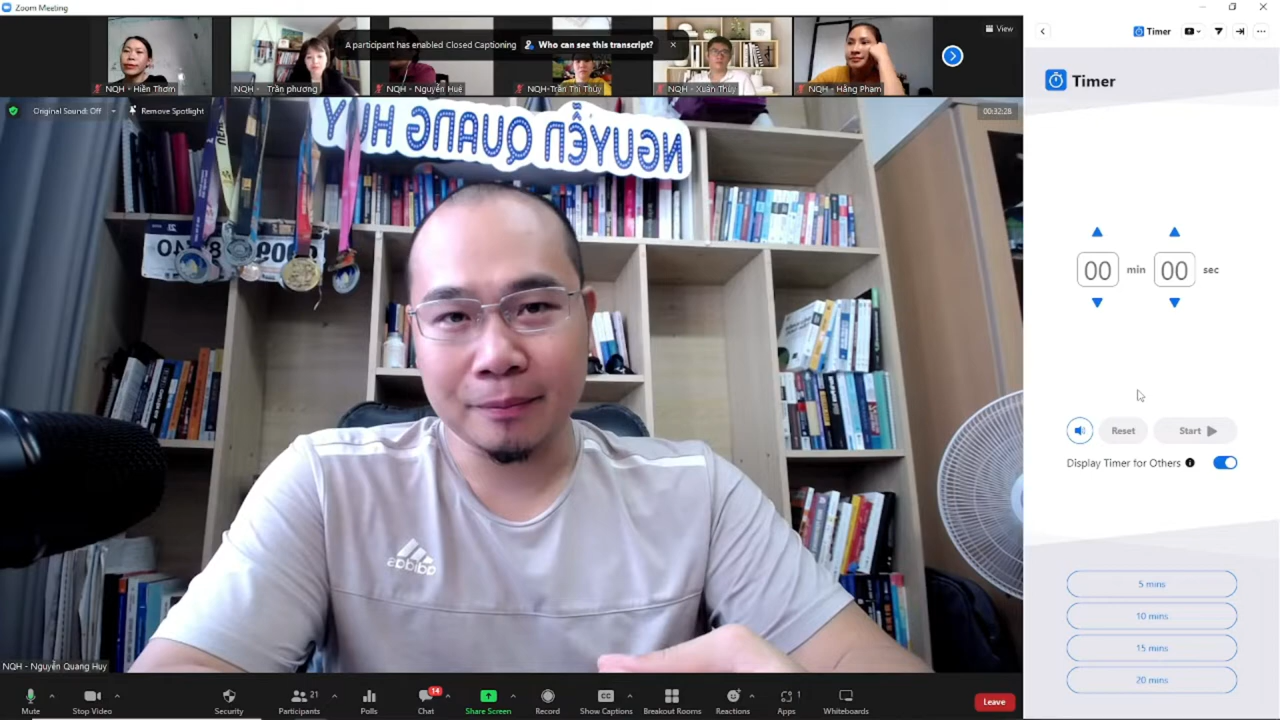 Zoom Meeting
NQH - Hiền Thơm
NQH - Trần phương
NQH - Nguyễn Huệ
NQH-Trần Thị Thủy
NQH - Xuân Thủy
NQH - Hằng Phạm
A participant has enabled Closed Captioning
Who can see this transcript?
View
Original Sound: Off
Remove Spotlight
00:32:28
NGUYỄN QUANG HUY
adidas
NQH - Nguyễn Quang Huy
Timer
Timer
00 min 00 sec
Reset
Start
Display Timer for Others
5 mins
10 mins
15 mins
20 mins
Mute
Stop Video
Security
Participants 21
Polls
Chat 14
Share Screen
Record
CC
Show Captions
Breakout Rooms
Reactions
Apps 1
Whiteboards
Leave